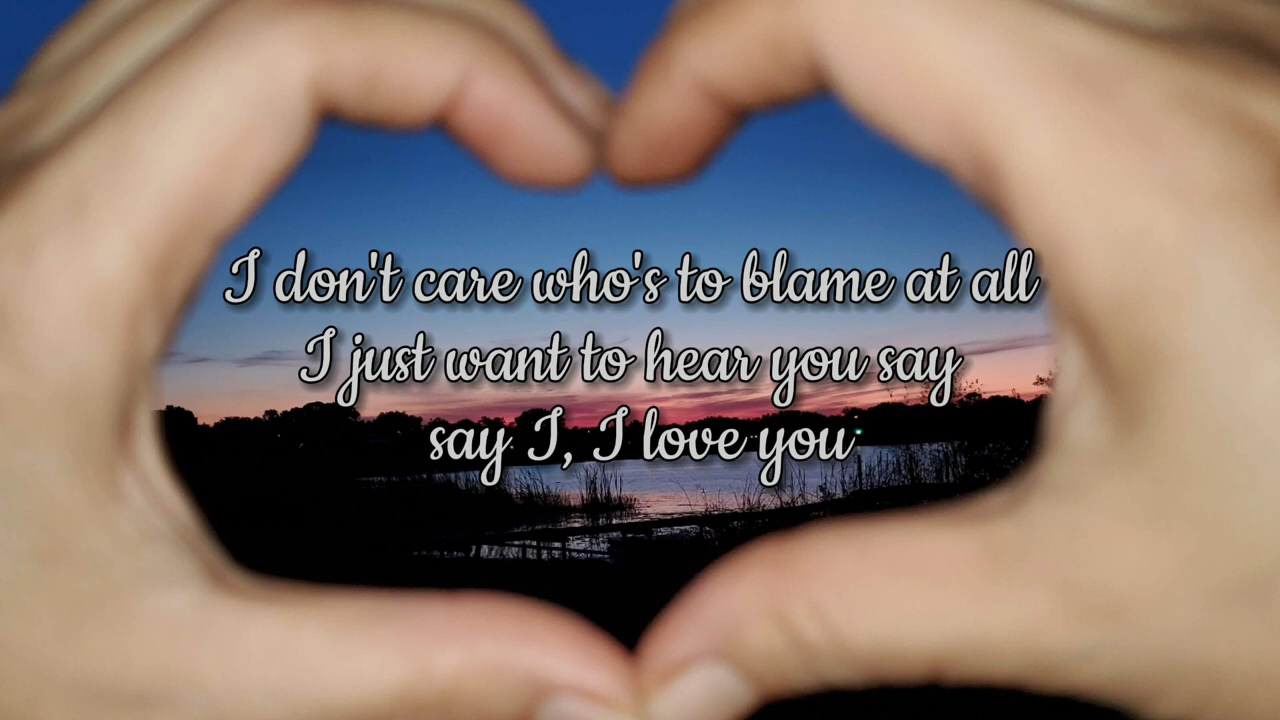 I don't care who's to blame at all
I just want to hear you say
say I, I love you